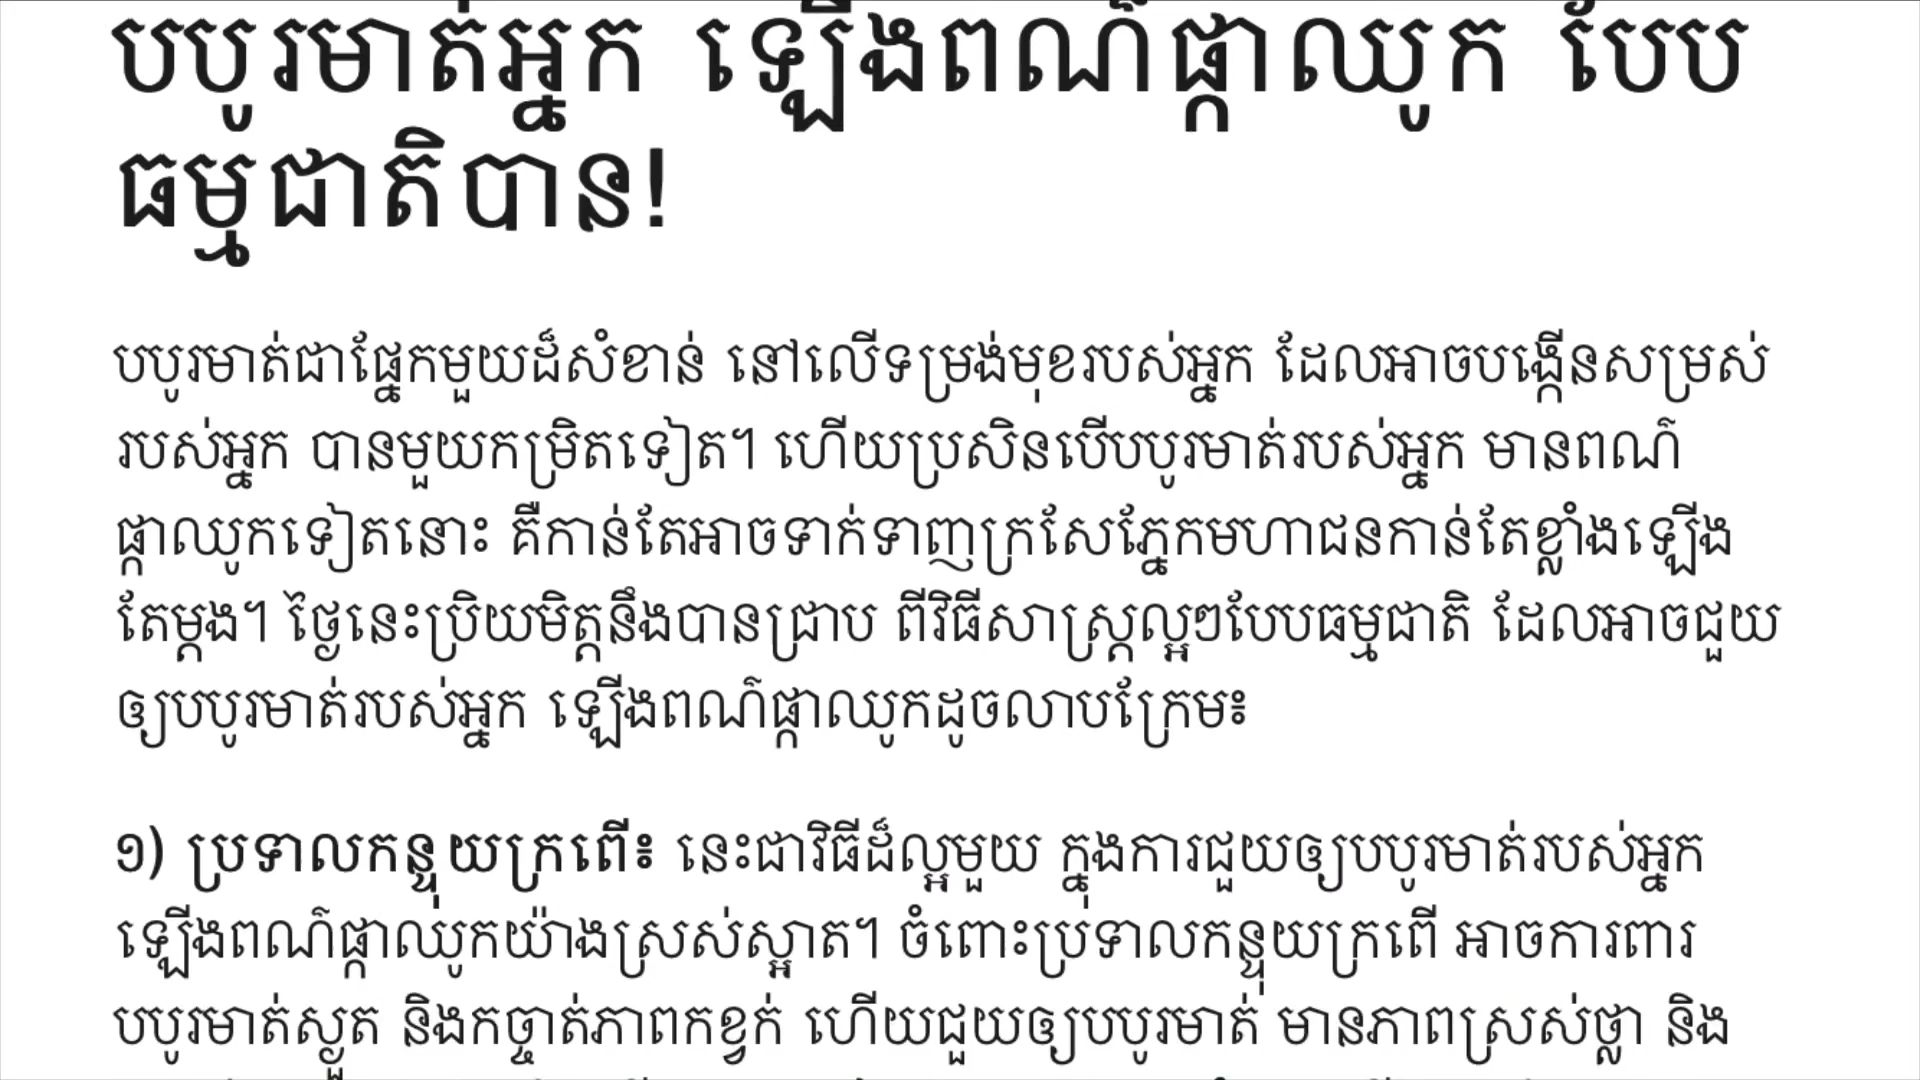 បបូរមាត់អ្នក ឡើងពណ៌ផ្កាឈូក បែប
ធម្មជាតិបាន!
បបូរមាត់ជាផ្នែកមួយដ៏សំខាន់ នៅលើទម្រង់មុខរបស់អ្នក ដែលអាចបង្កើនសម្រស់
របស់អ្នក បានមួយកម្រិតទៀត។ ហើយប្រសិនបើបបូរមាត់របស់អ្នក មានពណ៌
ផ្កាឈូកទៀតនោះ គឺកាន់តែអាចទាក់ទាញក្រសែភ្នែកមហាជនកាន់តែខ្លាំងឡើង
តែម្តង។ ថ្ងៃនេះប្រិយមិត្តនឹងបានជ្រាប ពីវិធីសាស្ត្រល្អៗបែបធម្មជាតិ ដែលអាចជួយ
ឲ្យបបូរមាត់របស់អ្នក ឡើងពណ៌ផ្កាឈូកដូចលាបក្រែម៖
១) ប្រទាលកន្ទុយក្រពើ៖ នេះជាវិធីដ៏ល្អមួយ ក្នុងការជួយឲ្យបបូរមាត់របស់អ្នក
ឡើងពណ៌ផ្កាឈូកយ៉ាងស្រស់ស្អាត។ ចំពោះប្រទាលកន្ទុយក្រពើ អាចការពារ
បបូរមាត់ស្ងួត និងកច្ចាត់ភាពកខ្វក់ ហើយជួយឲ្យបបូរមាត់ មានភាពស្រស់ថ្លា និង